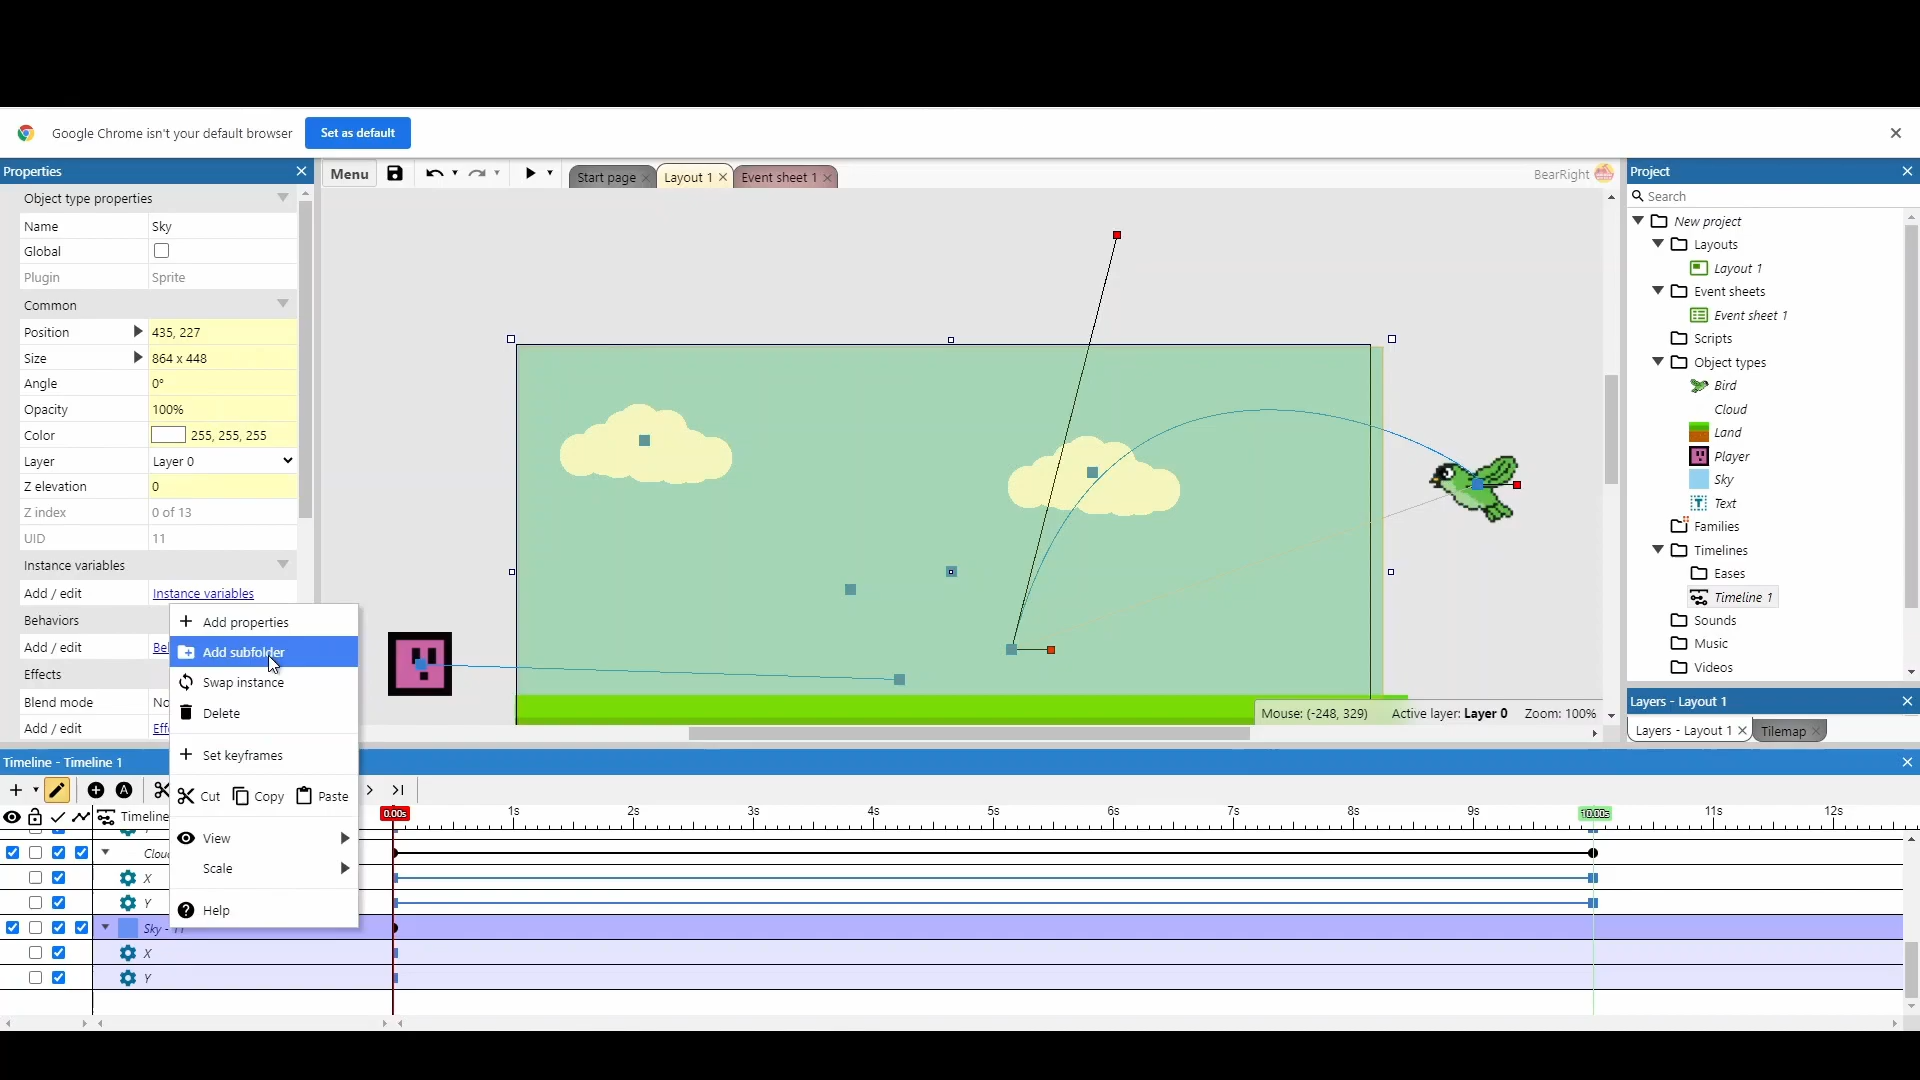 Google Chrome isn't your default browser
Set as default
Properties
Menu
Start page
Layout 1
Event sheet 1
BearRight
Project
Object type properties
Name
Sky
Global
Plugin
Sprite
Common
Position
435, 227
Size
864 x 448
Angle
0°
Opacity
100%
Color
255, 255, 255
Layer
Layer 0
Z elevation
0
Z index
0 of 13
UID
11
Instance variables
Add / edit
Instance variables
Behaviors
Add / edit
Effects
Blend mode
Add / edit
Add properties
Add subfolder
Swap instance
Delete
Set keyframes
Cut
Copy
Paste
View
Scale
Help
Mouse: (-248, 329)
Active layer: Layer 0
Zoom: 100%
Search
New project
Layouts
Layout 1
Event sheets
Event sheet 1
Scripts
Object types
Bird
Cloud
Land
Player
Sky
Text
Families
Timelines
Eases
Timeline 1
Sounds
Music
Videos
Layers - Layout 1
Layers - Layout 1
Tilemap
Timeline - Timeline 1
Timeline
0.00s
1s
2s
3s
4s
5s
6s
7s
8s
9s
10.00s
11s
12s
X
Y
Sky - 11
X
Y